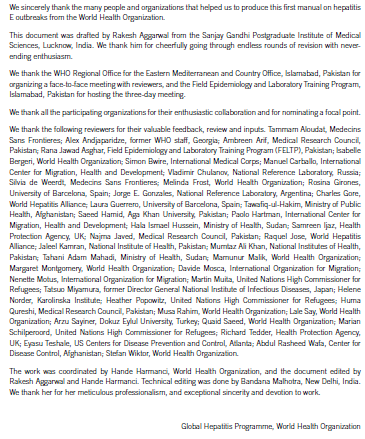 We sincerely thank the many people and organizations that helped us to produce this first manual on hepatitis
E outbreaks from the World Health Organization.
This document was drafted by Rakesh Aggarwal from the Sanjay Gandhi Postgraduate Institute of Medical
Sciences, Lucknow, India. We thank him for cheerfully going through endless rounds of revision with never-
ending enthusiasm.
We thank the WHO Regional Office for the Eastern Mediterranean and Country Office, Islamabad, Pakistan for
organizing a face-to-face meeting with reviewers, and the Field Epidemiology and Laboratory Training Program,
Islamabad, Pakistan for hosting the three-day meeting.
We thank all the participating organizations for their enthusiastic collaboration and for nominating a focal point.
We thank the following reviewers for their valuable feedback, review and inputs. Tammam Aloudat, Medecins
Sans Frontieres; Alex Andjaparidze, former WHO staff, Georgia; Ambreen Arif, Medical Research Council,
Pakistan; Rana Jawad Asghar, Field Epidemiology and Laboratory Training Program (FELTP), Pakistan; Isabelle
Bergeri, World Health Organization; Simon Bwire, International Medical Corps; Manuel Carballo, International
Center for Migration, Health and Development; Vladimir Chulanov, National Reference Laboratory, Russia;
Silvia de Weerdt, Medecins Sans Frontieres; Melinda Frost, World Health Organization; Rosina Girones,
University of Barcelona, Spain; Jorge E. Gonzales, National Reference Laboratory, Argentina; Charles Gore,
World Hepatitis Alliance; Laura Guerrero, University of Barcelona, Spain; Tawafiq-ul-Hakim, Ministry of Public
Health, Afghanistan; Saeed Hamid, Aga Khan University, Pakistan; Paolo Hartman, International Center for
Migration, Health and Development; Hala Ismael Hussein, Ministry of Health, Sudan; Samreen Ijaz, Health
Protection Agency, UK; Najma Javed, Medical Research Council, Pakistan; Raquel Jose, World Hepatitis
Alliance; Jaleel Kamran, National Institute of Health, Pakistan; Mumtaz Ali Khan, National Institutes of Health,
Pakistan; Tahani Adam Mahadi, Ministry of Health, Sudan; Mamunur Malik, World Health Organization;
Margaret Montgomery, World Health Organization; Davide Mosca, International Organization for Migration;
Nenette Motus, International Organization for Migration; Martin Muita, United Nations High Commissioner for
Refugees; Tatsuo Miyamura, former Director General National Institute of Infectious Diseases, Japan; Helene
Norder, Karolinska Institute; Heather Popowitz, United Nations High Commissioner for Refugees; Huma
Qureshi, Medical Research Council, Pakistan; Musa Rahim, World Health Organization; Lale Say, World Health
Organization; Arzu Sayiner, Dokuz Eylul University, Turkey; Quaid Saeed, World Health Organization; Marian
Schilperoord, United Nations High Commissioner for Refugees; Richard Tedder, Health Protection Agency,
UK; Eyasu Teshale, US Centers for Disease Prevention and Control, Atlanta; Abdul Rasheed Wafa, Center for
Disease Control, Afghanistan; Stefan Wiktor, World Health Organization.
The work was coordinated by Hande Harmanci, World Health Organization, and the document edited by
Rakesh Aggarwal and Hande Harmanci. Technical editing was done by Bandana Malhotra, New Delhi, India.
We thank her for her meticulous professionalism, and exceptional sincerity and devotion to work.
Global Hepatitis Programme, World Health Organization